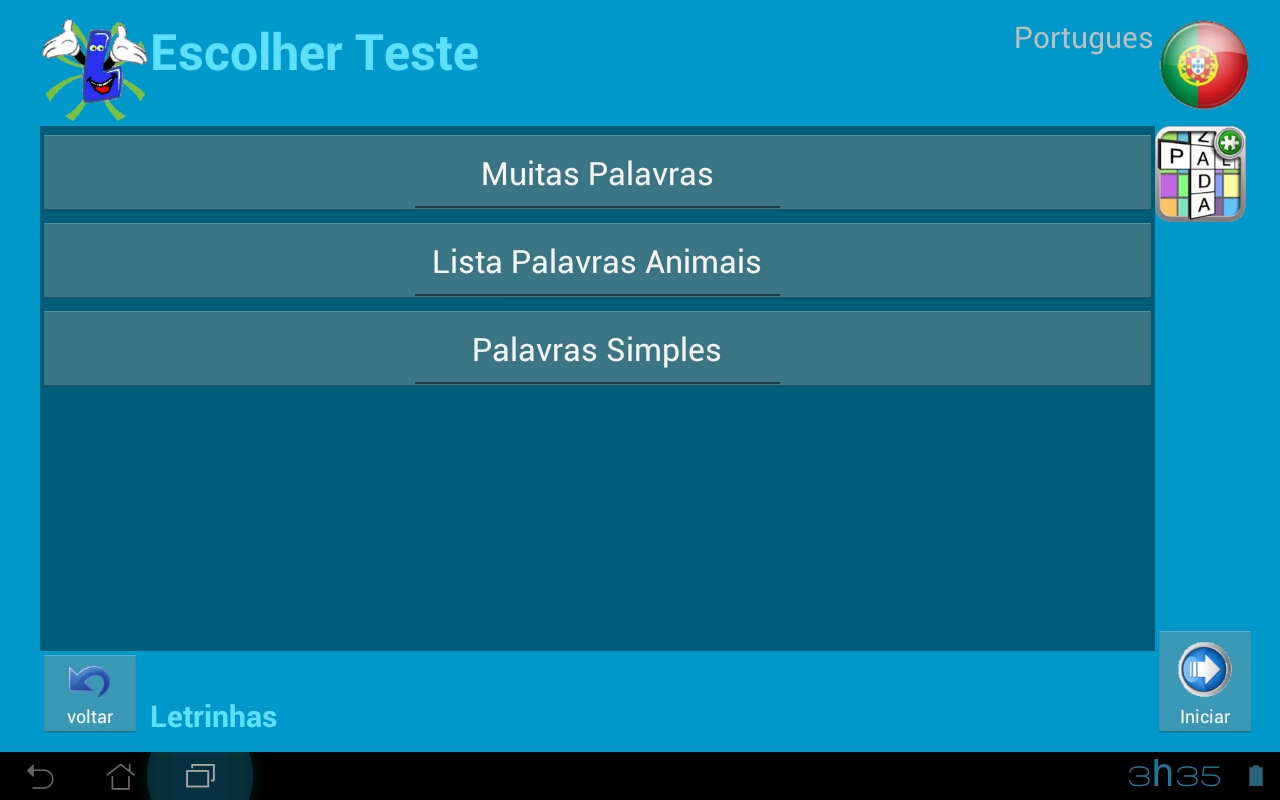 Escolher Teste
Portugues
Muitas Palavras
Lista Palavras Animais
Palavras Simples
voltar
Letrinhas
Iniciar
3h35